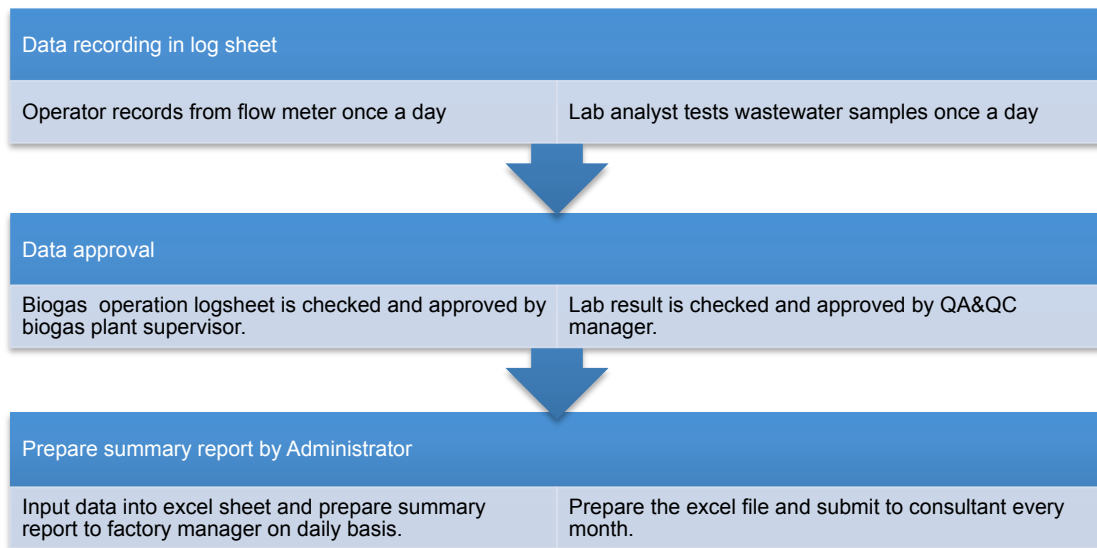 Data recording in log sheet
Operator records from flow meter once a day
Lab analyst tests wastewater samples once a day
Data approval
Biogas  operation logsheet is checked and approved by
biogas plant supervisor.
Lab result is checked and approved by QA&QC
manager.
Prepare summary report by Administrator
Input data into excel sheet and prepare summary
report to factory manager on daily basis.
Prepare the excel file and submit to consultant every
month.